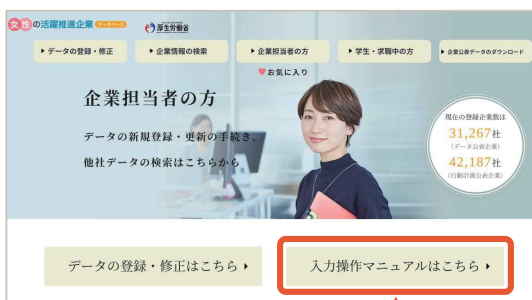 女性の活躍推進企業 データベース
厚生労働省
データの登録・修正
企業情報の検索
企業担当者の方
学生・求職中の方
企業公表データのダウンロード
お気に入り
企業担当者の方
データの新規登録・更新の手続き、
他社データの検索はこちらから
現在の登録企業数は
31,267社
(データ公表企業)
42,187社
(行動計画公表企業)
データの登録・修正はこちら
入力操作マニュアルはこちら